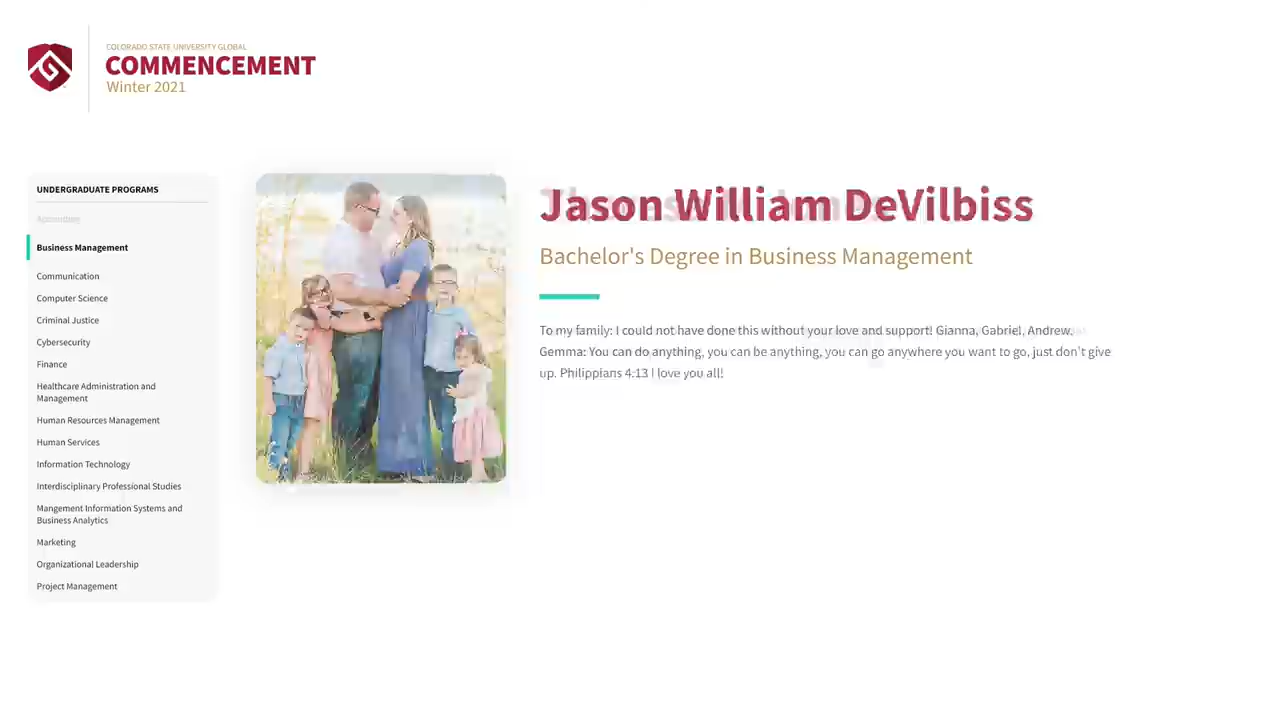 COLORADO STATE UNIVERSITY GLOBAL
COMMENCEMENT
Winter 2021
UNDERGRADUATE PROGRAMS
Accounting
Business Management
Communication
Computer Science
Criminal Justice
Cybersecurity
Finance
Healthcare Administration and
Management
Human Resources Management
Human Services
Information Technology
Interdisciplinary Professional Studies
Mangement Information Systems and
Business Analytics
Marketing
Organizational Leadership
Project Management
Jason William DeVilbiss
Bachelor's Degree in Business Management
To my family: I could not have done this without your love and support! Gianna, Gabriel, Andrew,
Gemma: You can do anything, you can be anything, you can go anywhere you want to go, just don't give
up. Philippians 4:13 I love you all!